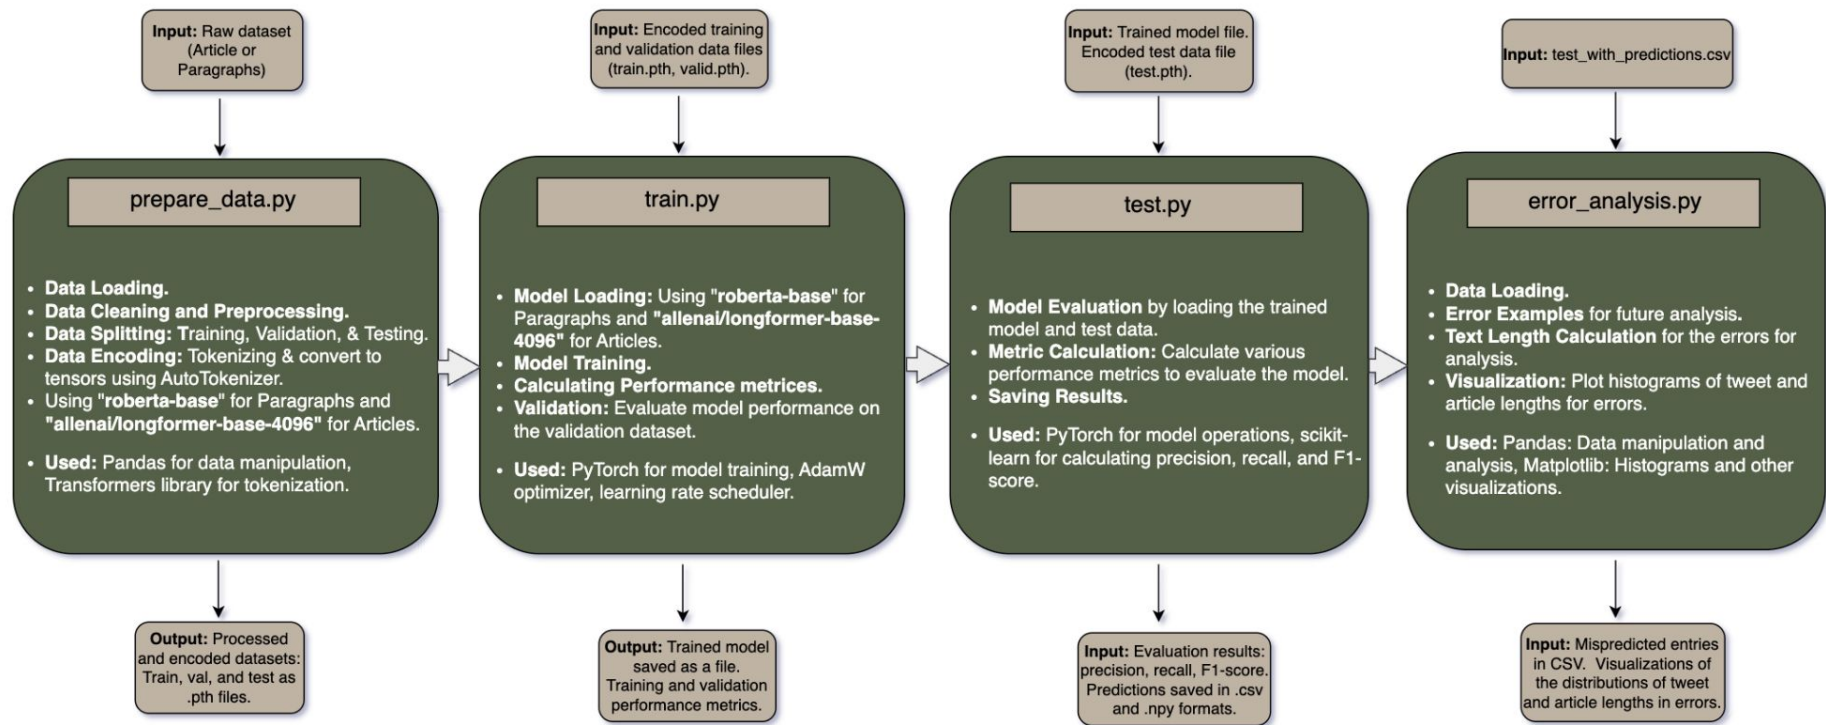 Input: Raw dataset
(Article or
Paragraphs)
prepare_data.py
• Data Loading.
• Data Cleaning and Preprocessing.
• Data Splitting: Training, Validation, & Testing.
• Data Encoding: Tokenizing & convert to
tensors using AutoTokenizer.
• Using "roberta-base" for Paragraphs and
"allenai/longformer-base-4096" for Articles.
• Used: Pandas for data manipulation,
Transformers library for tokenization.
Output: Processed
and encoded datasets:
Train, val, and test as
.pth files.
Input: Encoded training
and validation data files
(train.pth, valid.pth).
train.py
• Model Loading: Using "roberta-base" for
Paragraphs and "allenai/longformer-base-
4096" for Articles.
• Model Training.
• Calculating Performance metrices.
• Validation: Evaluate model performance on
the validation dataset.
• Used: PyTorch for model training, AdamW
optimizer, learning rate scheduler.
Output: Trained model
saved as a file.
Training and validation
performance metrics.
Input: Trained model file.
Encoded test data file
(test.pth).
test.py
• Model Evaluation by loading the trained
model and test data.
• Metric Calculation: Calculate various
performance metrics to evaluate the model.
• Saving Results.
• Used: PyTorch for model operations, scikit-
learn for calculating precision, recall, and F1-
score.
Input: Evaluation results:
precision, recall, F1-score.
Predictions saved in .csv
and .npy formats.
Input: test_with_predictions.csv
error_analysis.py
• Data Loading.
• Error Examples for future analysis.
• Text Length Calculation for the errors for
analysis.
• Visualization: Plot histograms of tweet and
article lengths for errors.
• Used: Pandas: Data manipulation and
analysis, Matplotlib: Histograms and other
visualizations.
Input: Mispredicted entries
in CSV. Visualizations of
the distributions of tweet
and article lengths in errors.